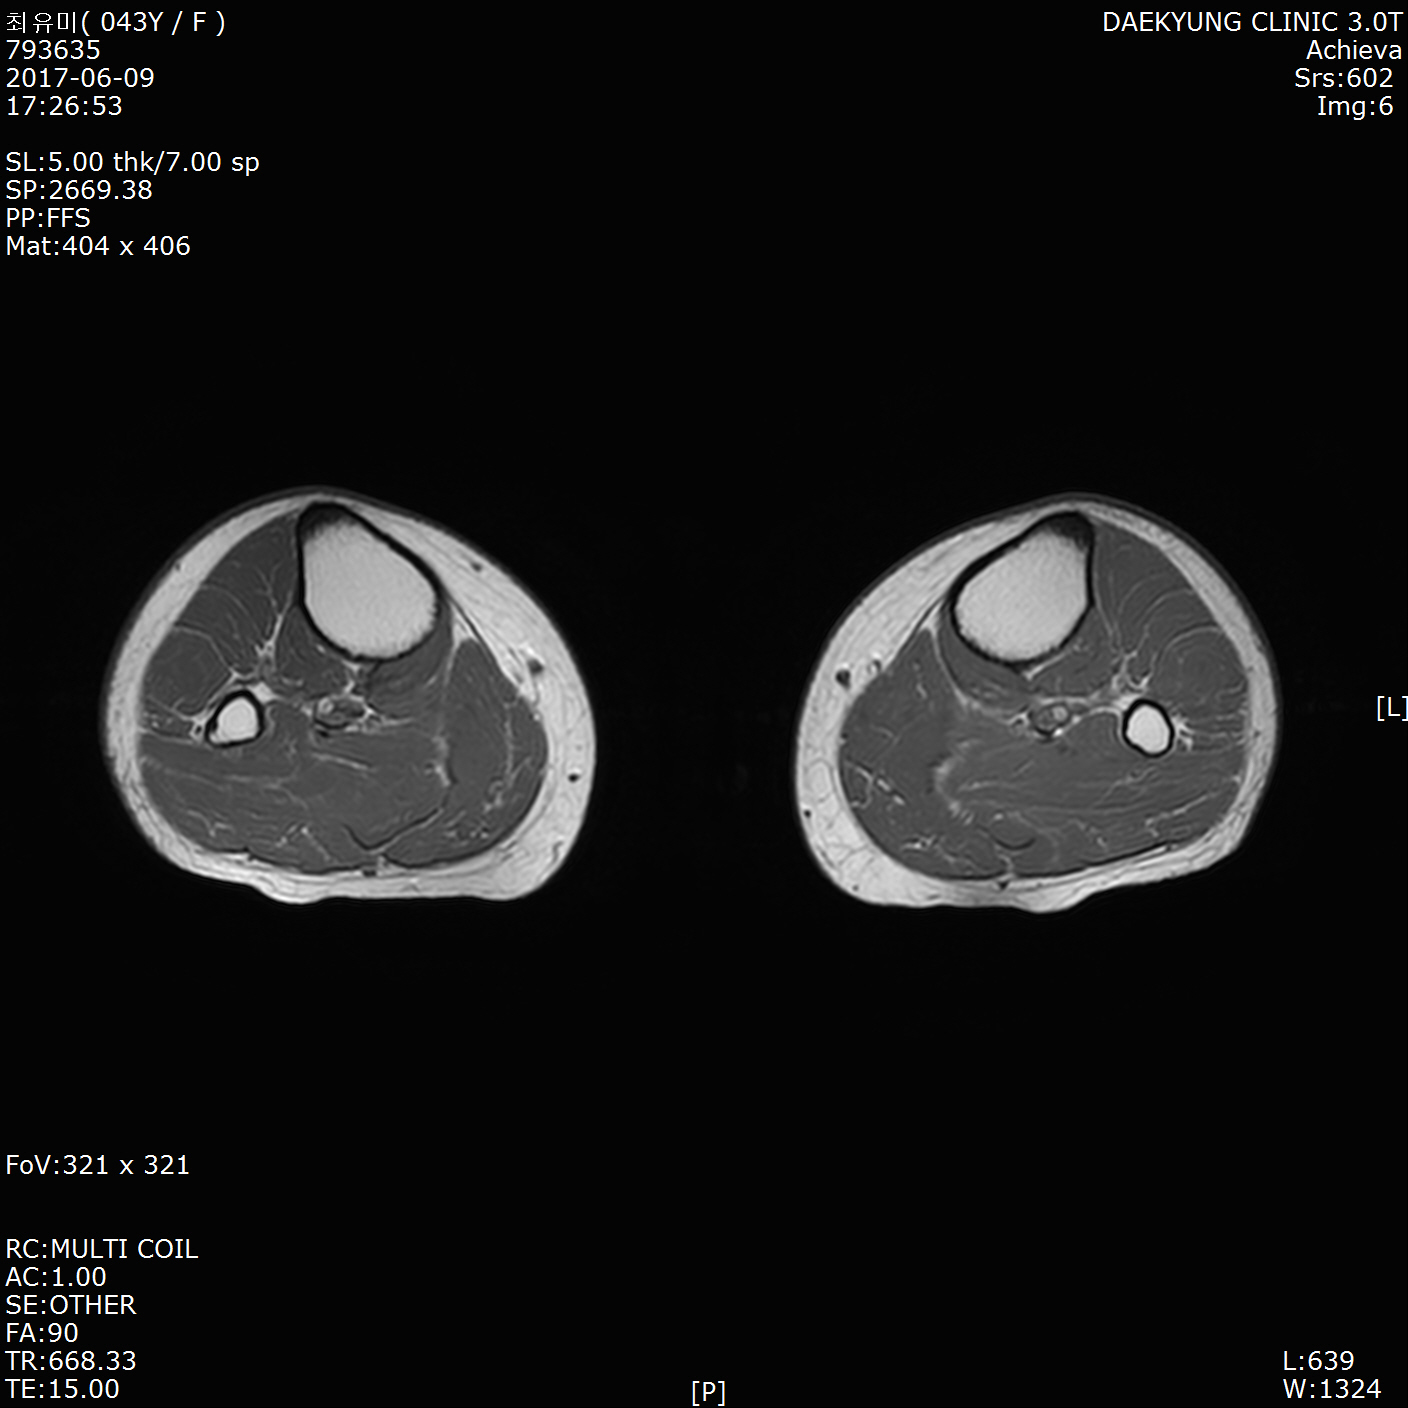 최유미( 043Y / F )
793635
2017-06-09
17:26:53
SL:5.00 thk/7.00 sp
SP:2669.38
PP:FFS
Mat:404 x 406
DAEKYUNG CLINIC 3.0T
Achieva
Srs:602
Img:6
[L]
FoV:321 x 321
RC:MULTI COIL
AC:1.00
SE:OTHER
FA:90
TR:668.33
TE:15.00
[P]
L:639
W:1324